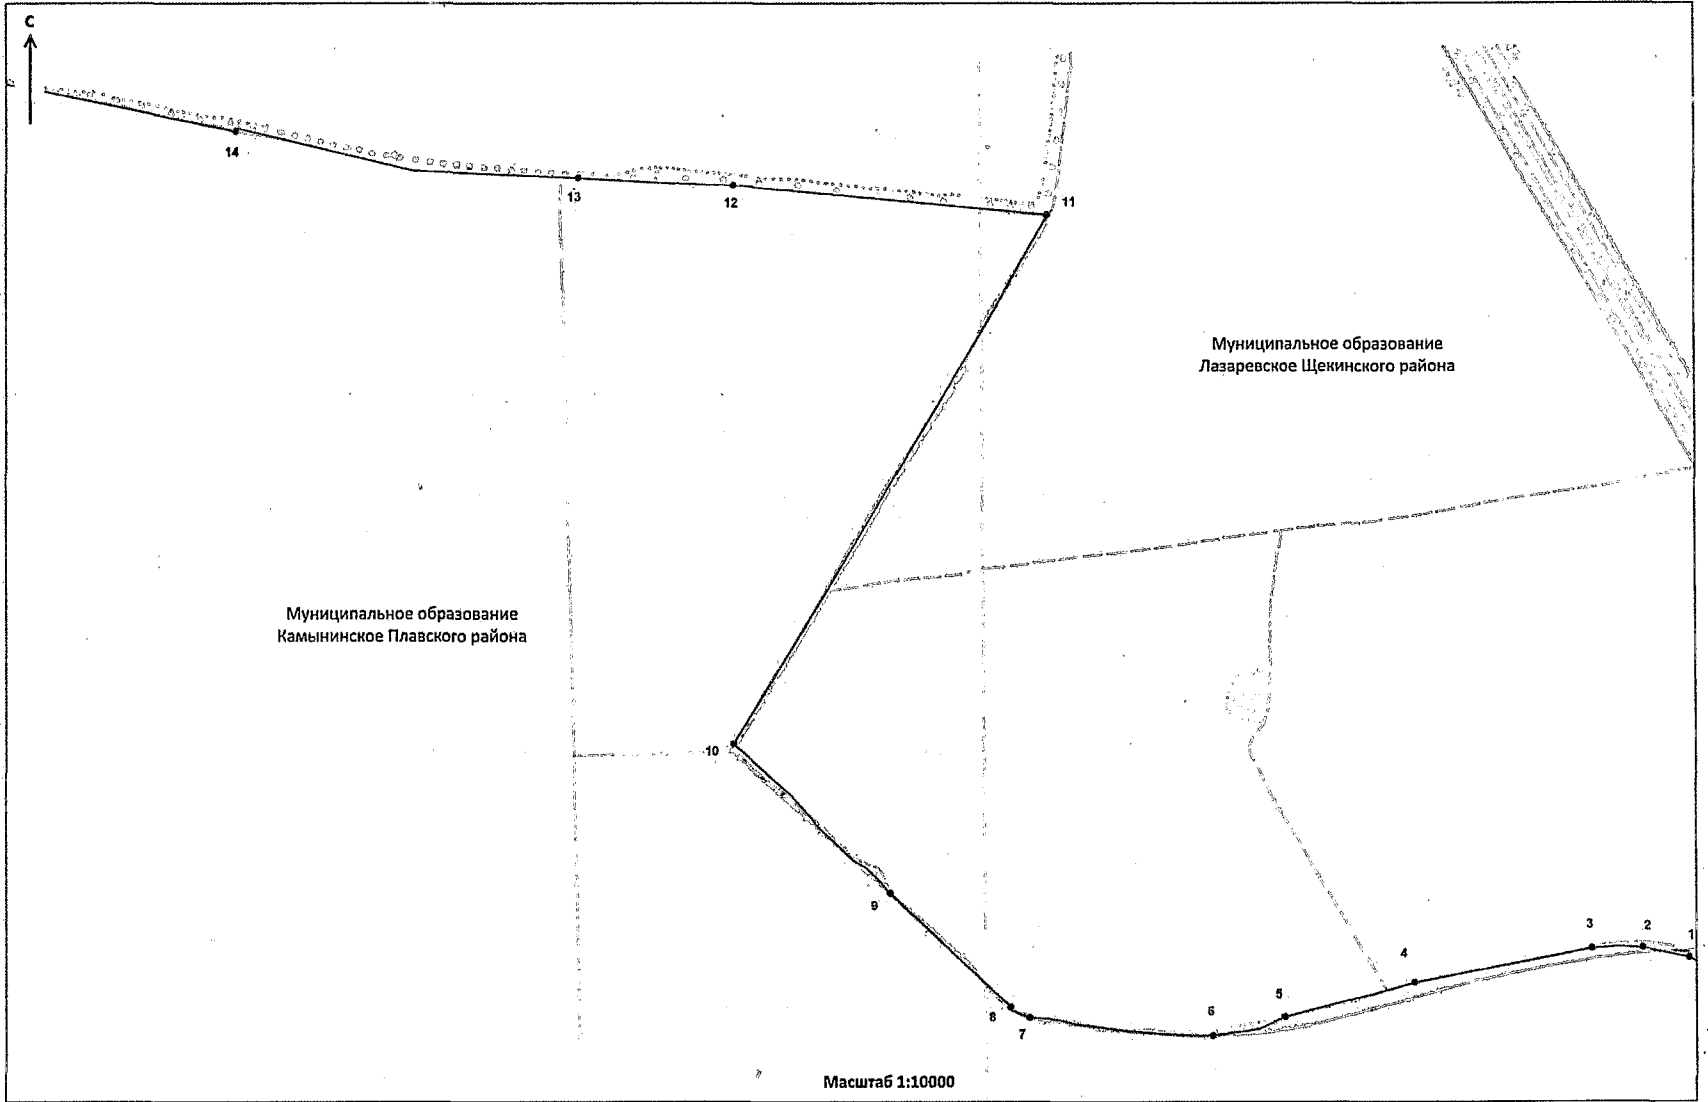 С
14
13
12
11
Муниципальное образование
Лазаревское Щекинского района
Муниципальное образование
Камынинское Плавского района
10
9
8
7
6
5
4
3
2
1
Масштаб 1:10000